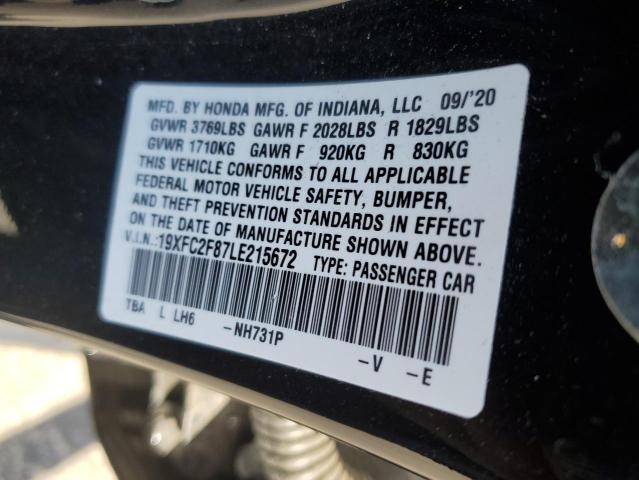 MFD. BY HONDA MFG. OF INDIANA, LLC 09/'20
GVWR 3769LBS GAWR F 2028LBS R 1829LBS
GVWR 1710KG GAWR F 920KG R 830KG
THIS VEHICLE CONFORMS TO ALL APPLICABLE
FEDERAL MOTOR VEHICLE SAFETY, BUMPER,
AND THEFT PREVENTION STANDARDS IN EFFECT
ON THE DATE OF MANUFACTURE SHOWN ABOVE.
V.I.N.:19XFC2F87LE215672 TYPE: PASSENGER CAR
TBA L LH6 -NH731P -V -E